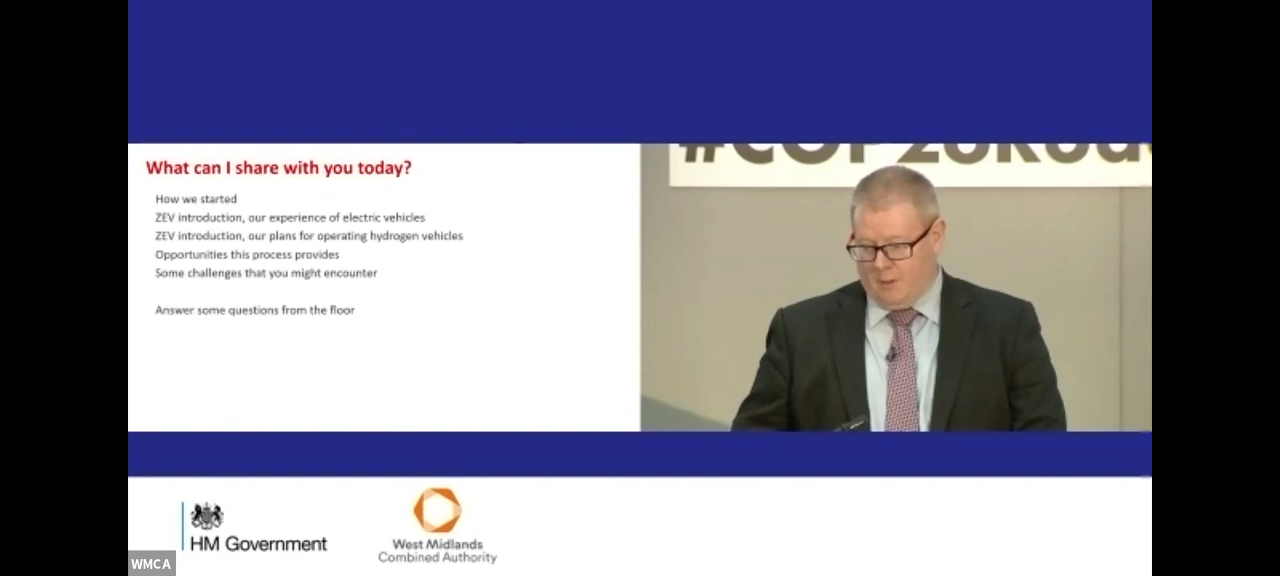 What can I share with you today?
How we started
ZEV introduction, our experience of electric vehicles
ZEV introduction, our plans for operating hydrogen vehicles
Opportunities this process provides
Some challenges that you might encounter
Answer some questions from the floor
HM Government
West Midlands
Combined Authority
WMCA